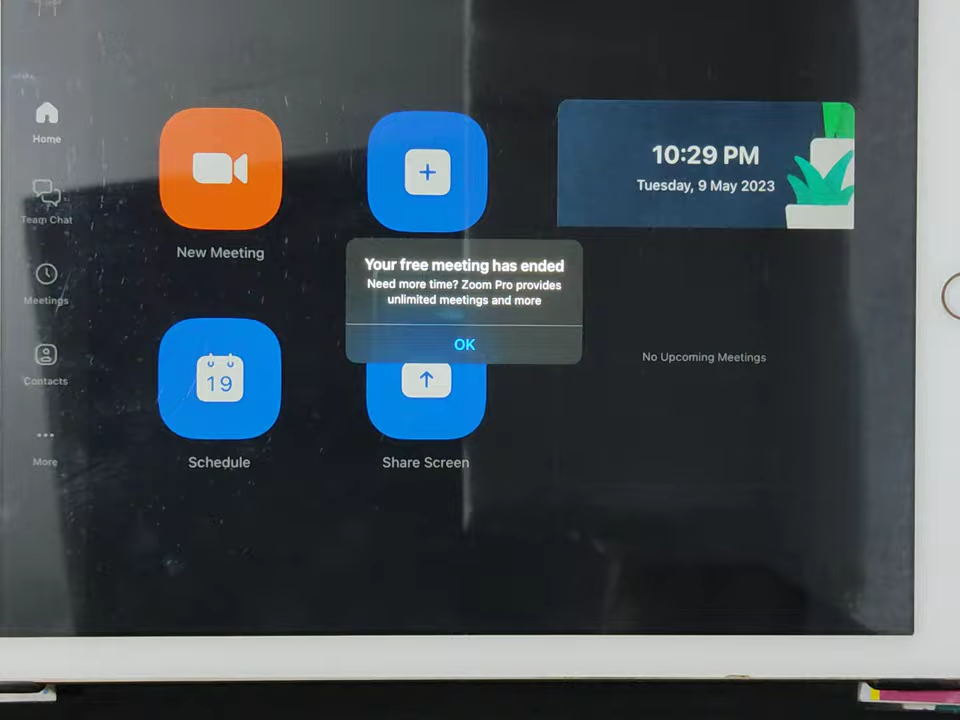 Home
Team Chat
Meetings
Contacts
More
New Meeting
19
Schedule
Share Screen
Your free meeting has ended
Need more time? Zoom Pro provides
unlimited meetings and more
OK
10:29 PM
Tuesday, 9 May 2023
No Upcoming Meetings